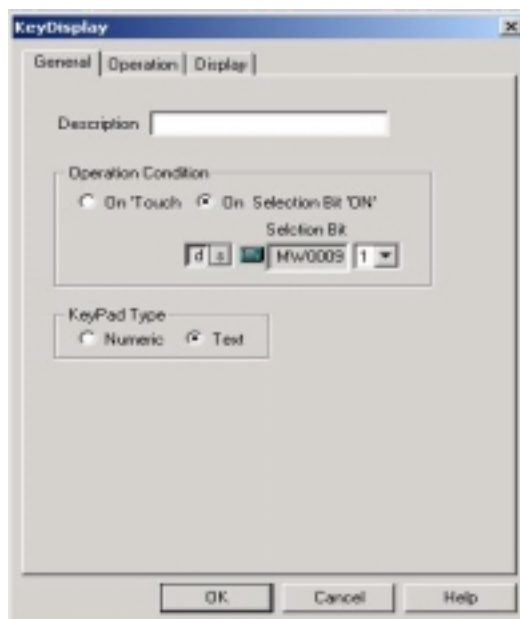 KeyDisplay
General Operation Display
Description
Operation Condition
On 'Touch On Selection Bit 'ON'
Selction Bit
d s MW0009 1
KeyPad Type
Numeric Text
OK Cancel Help